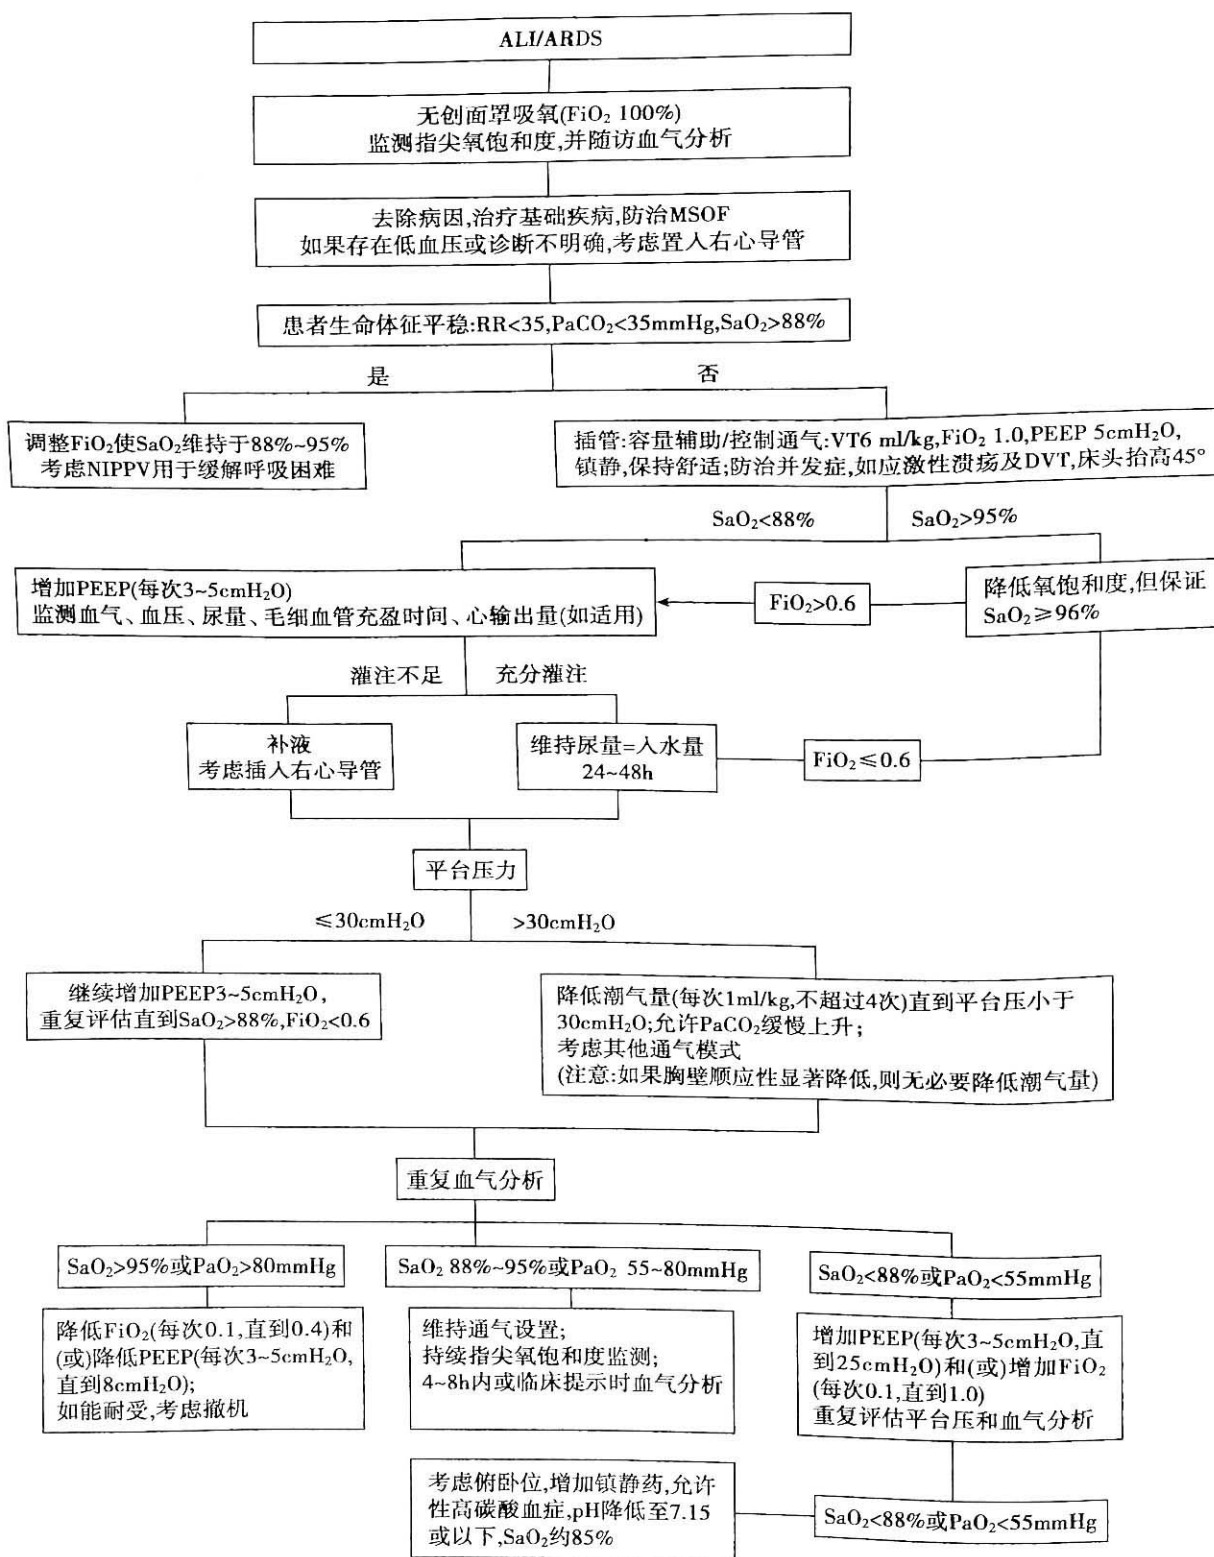 ALI/ARDS
无创面罩吸氧(FiO₂ 100%)
监测指尖氧饱和度,并随访血气分析
去除病因,治疗基础疾病,防治MSOF
如果存在低血压或诊断不明确,考虑置入右心导管
患者生命体征平稳:RR<35,PaCO₂<35mmHg,SaO₂>88%
是
否
调整FiO₂使SaO₂维持于88%~95%
考虑NIPPV用于缓解呼吸困难
插管:容量辅助/控制通气:VT6 ml/kg,FiO₂ 1.0,PEEP 5cmH₂O,
镇静,保持舒适;防治并发症,如应激性溃疡及DVT,床头抬高45°
SaO₂<88%
SaO₂>95%
增加PEEP(每次3~5cmH₂O)
监测血气、血压、尿量、毛细血管充盈时间、心输出量(如适用)
FiO₂>0.6
降低氧饱和度,但保证
SaO₂≥96%
灌注不足
充分灌注
补液
考虑插入右心导管
维持尿量=入水量
24~48h
FiO₂≤0.6
平台压力
≤30cmH₂O
>30cmH₂O
继续增加PEEP3~5cmH₂O,
重复评估直到SaO₂>88%,FiO₂<0.6
降低潮气量(每次1ml/kg,不超过4次)直到平台压小于
30cmH₂O;允许PaCO₂缓慢上升;
考虑其他通气模式
(注意:如果胸壁顺应性显著降低,则无必要降低潮气量)
重复血气分析
SaO₂>95%或PaO₂>80mmHg
SaO₂ 88%~95%或PaO₂ 55~80mmHg
SaO₂<88%或PaO₂<55mmHg
降低FiO₂(每次0.1,直到0.4)和
(或)降低PEEP(每次3~5cmH₂O,
直到8cmH₂O);
如能耐受,考虑撤机
维持通气设置;
持续指尖氧饱和度监测;
4~8h内或临床提示时血气分析
增加PEEP(每次3~5cmH₂O,直
到25cmH₂O)和(或)增加FiO₂
(每次0.1,直到1.0)
重复评估平台压和血气分析
考虑俯卧位,增加镇静药,允许
性高碳酸血症,pH降低至7.15
或以下,SaO₂约85%
SaO₂<88%或PaO₂<55mmHg